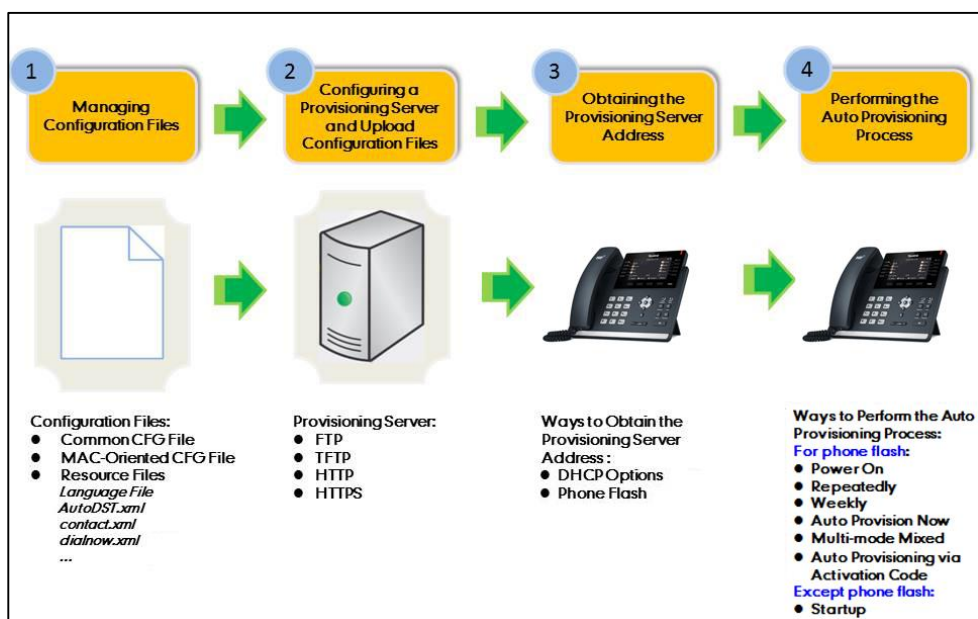 1
Managing
Configuration Files
2
Configuring a
Provisioning Server
and Upload
Configuration Files
3
Obtaining the
Provisioning Server
Address
4
Performing the
Auto Provisioning
Process
Configuration Files:
● Common CFG File
● MAC-Oriented CFG File
● Resource Files
Language File
AutoDST.xml
contact.xml
dialnow.xml
...
Provisioning Server:
● FTP
● TFTP
● HTTP
● HTTPS
Ways to Obtain the
Provisioning Server
Address :
● DHCP Options
● Phone Flash
Ways to Perform the Auto
Provisioning Process:
For phone flash:
● Power On
● Repeatedly
● Weekly
● Auto Provision Now
● Multi-mode Mixed
● Auto Provisioning via
Activation Code
Except phone flash:
● Startup